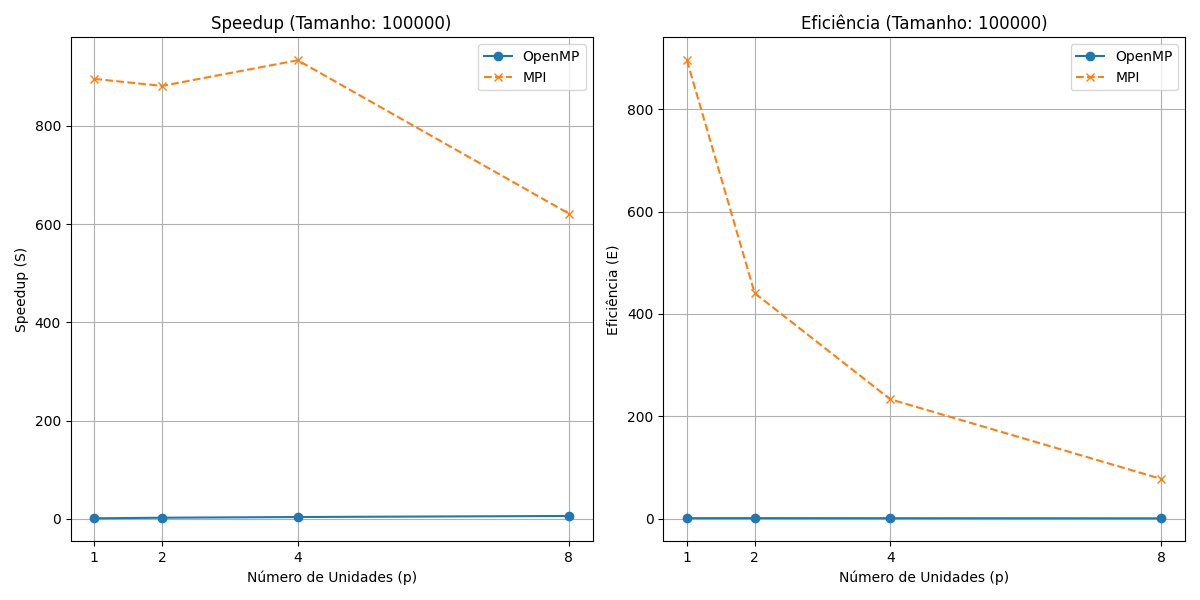 Speedup (Tamanho: 100000)
OpenMP
MPI
Speedup (S)
800
600
400
200
0
1
2
4
8
Número de Unidades (p)
Eficiência (Tamanho: 100000)
OpenMP
MPI
Eficiência (E)
800
600
400
200
0
1
2
4
8
Número de Unidades (p)